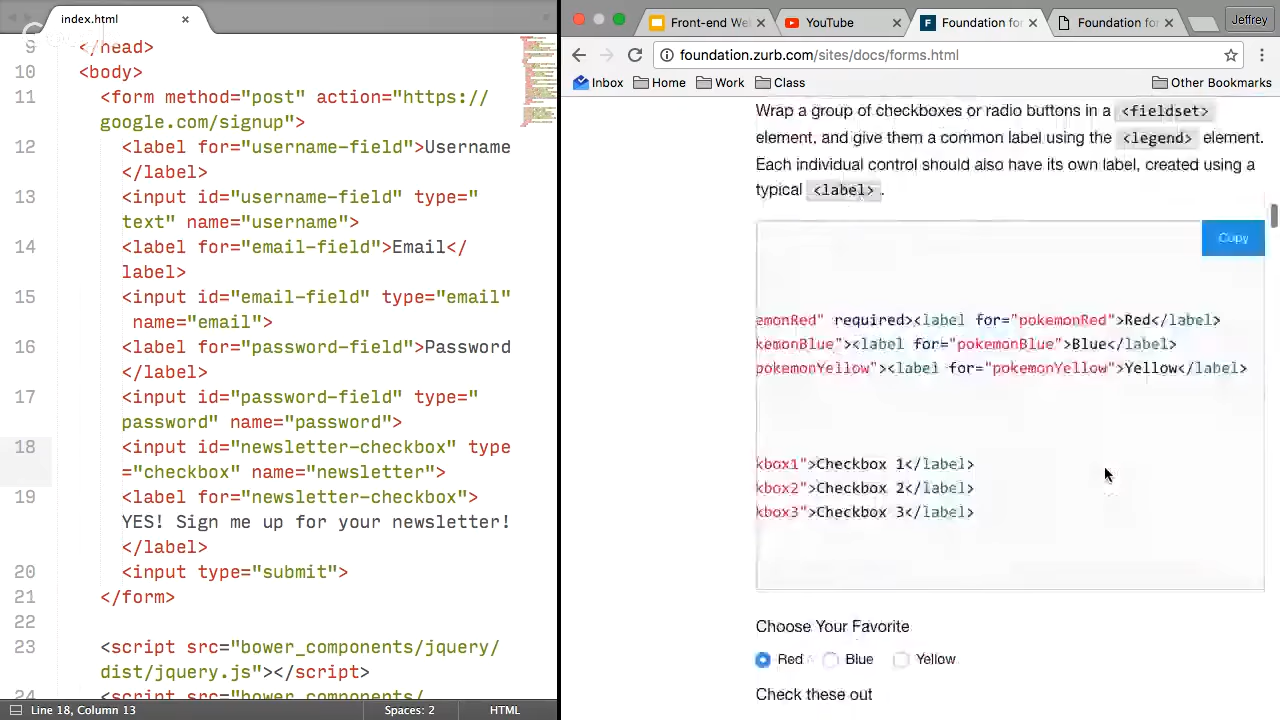 index.html
9 </head>
10 <body>
11 <form method="post" action="https://
google.com/signup">
12 <label for="username-field">Username
</label>
13 <input id="username-field" type="
text" name="username">
14 <label for="email-field">Email</
label>
15 <input id="email-field" type="email"
name="email">
16 <label for="password-field">Password
</label>
17 <input id="password-field" type="
password" name="password">
18 <input id="newsletter-checkbox" type
="checkbox" name="newsletter">
19 <label for="newsletter-checkbox">
YES! Sign me up for your newsletter!
</label>
20 <input type="submit">
21 </form>
22
23 <script src="bower_components/jquery/
dist/jquery.js"></script>
24 <script src="bower_components/
Line 18, Column 13 Spaces: 2 HTML
Front-end We YouTube Foundation for Foundation for Jeffrey
foundation.zurb.com/sites/docs/forms.html
Inbox Home Work Class Other Bookmarks
Wrap a group of checkboxes or radio buttons in a <fieldset>
element, and give them a common label using the <legend> element.
Each individual control should also have its own label, created using a
typical <label>.
Copy
emonRed" required><label for="pokemonRed">Red</label>
kemonBlue"><label for="pokemonBlue">Blue</label>
pokemonYellow"><label for="pokemonYellow">Yellow</label>
kbox1">Checkbox 1</label>
kbox2">Checkbox 2</label>
kbox3">Checkbox 3</label>
Choose Your Favorite
Red Blue Yellow
Check these out